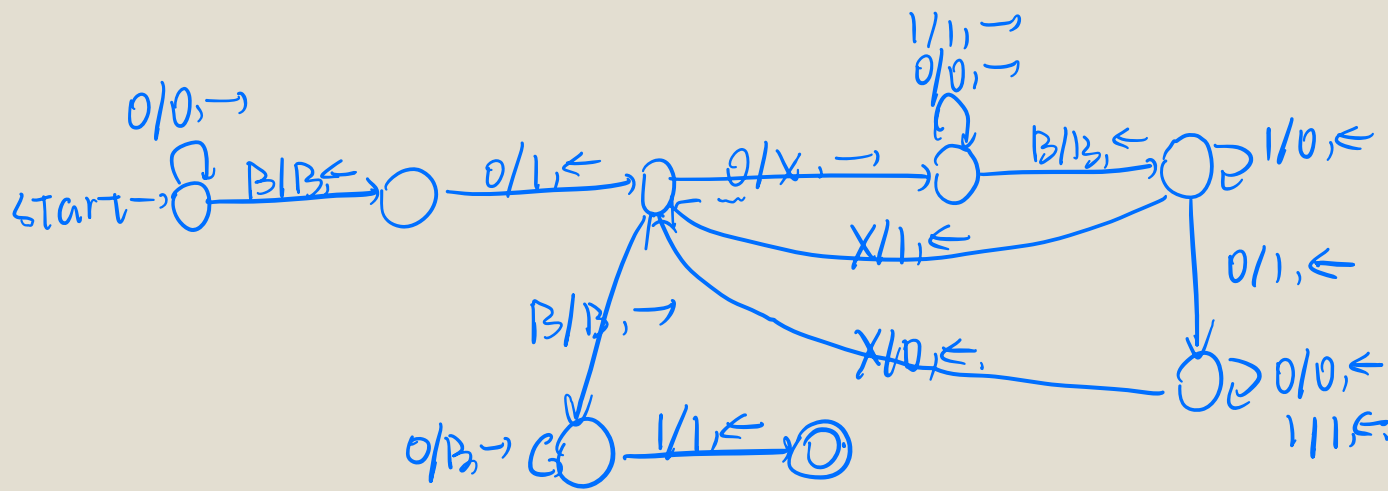 1/1,→
0/0,→
0/0,→
B/B,←
0/1,←
0/X,→
B/B,←
1/0,←
start→
X/1,←
0/1,←
B/B,→
X/0,←
0/0,←
1/1,←
0/B,→
1/1,←